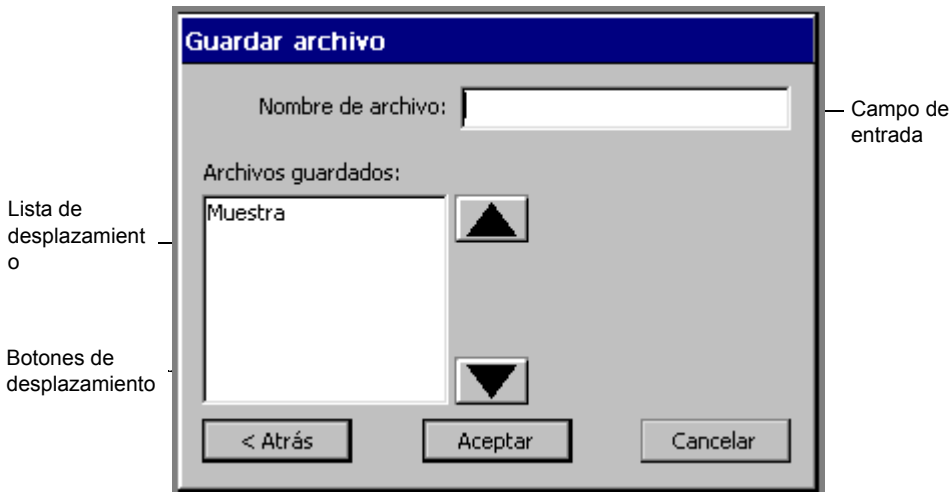 Guardar archivo
Nombre de archivo:
Campo de
entrada
Archivos guardados:
Lista de
desplazamient
o
Muestra
Botones de
desplazamiento
< Atrás
Aceptar
Cancelar